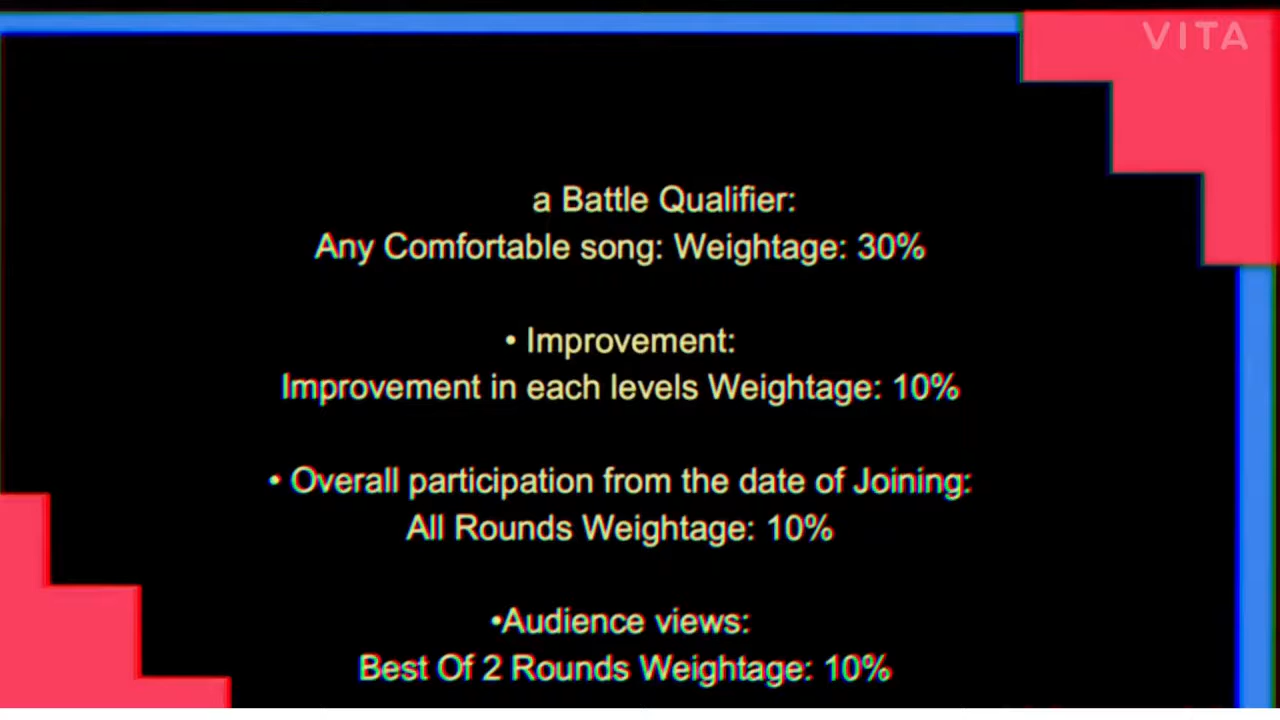 VITA
a Battle Qualifier:
Any Comfortable song: Weightage: 30%
• Improvement:
Improvement in each levels Weightage: 10%
• Overall participation from the date of Joining:
All Rounds Weightage: 10%
•Audience views:
Best Of 2 Rounds Weightage: 10%